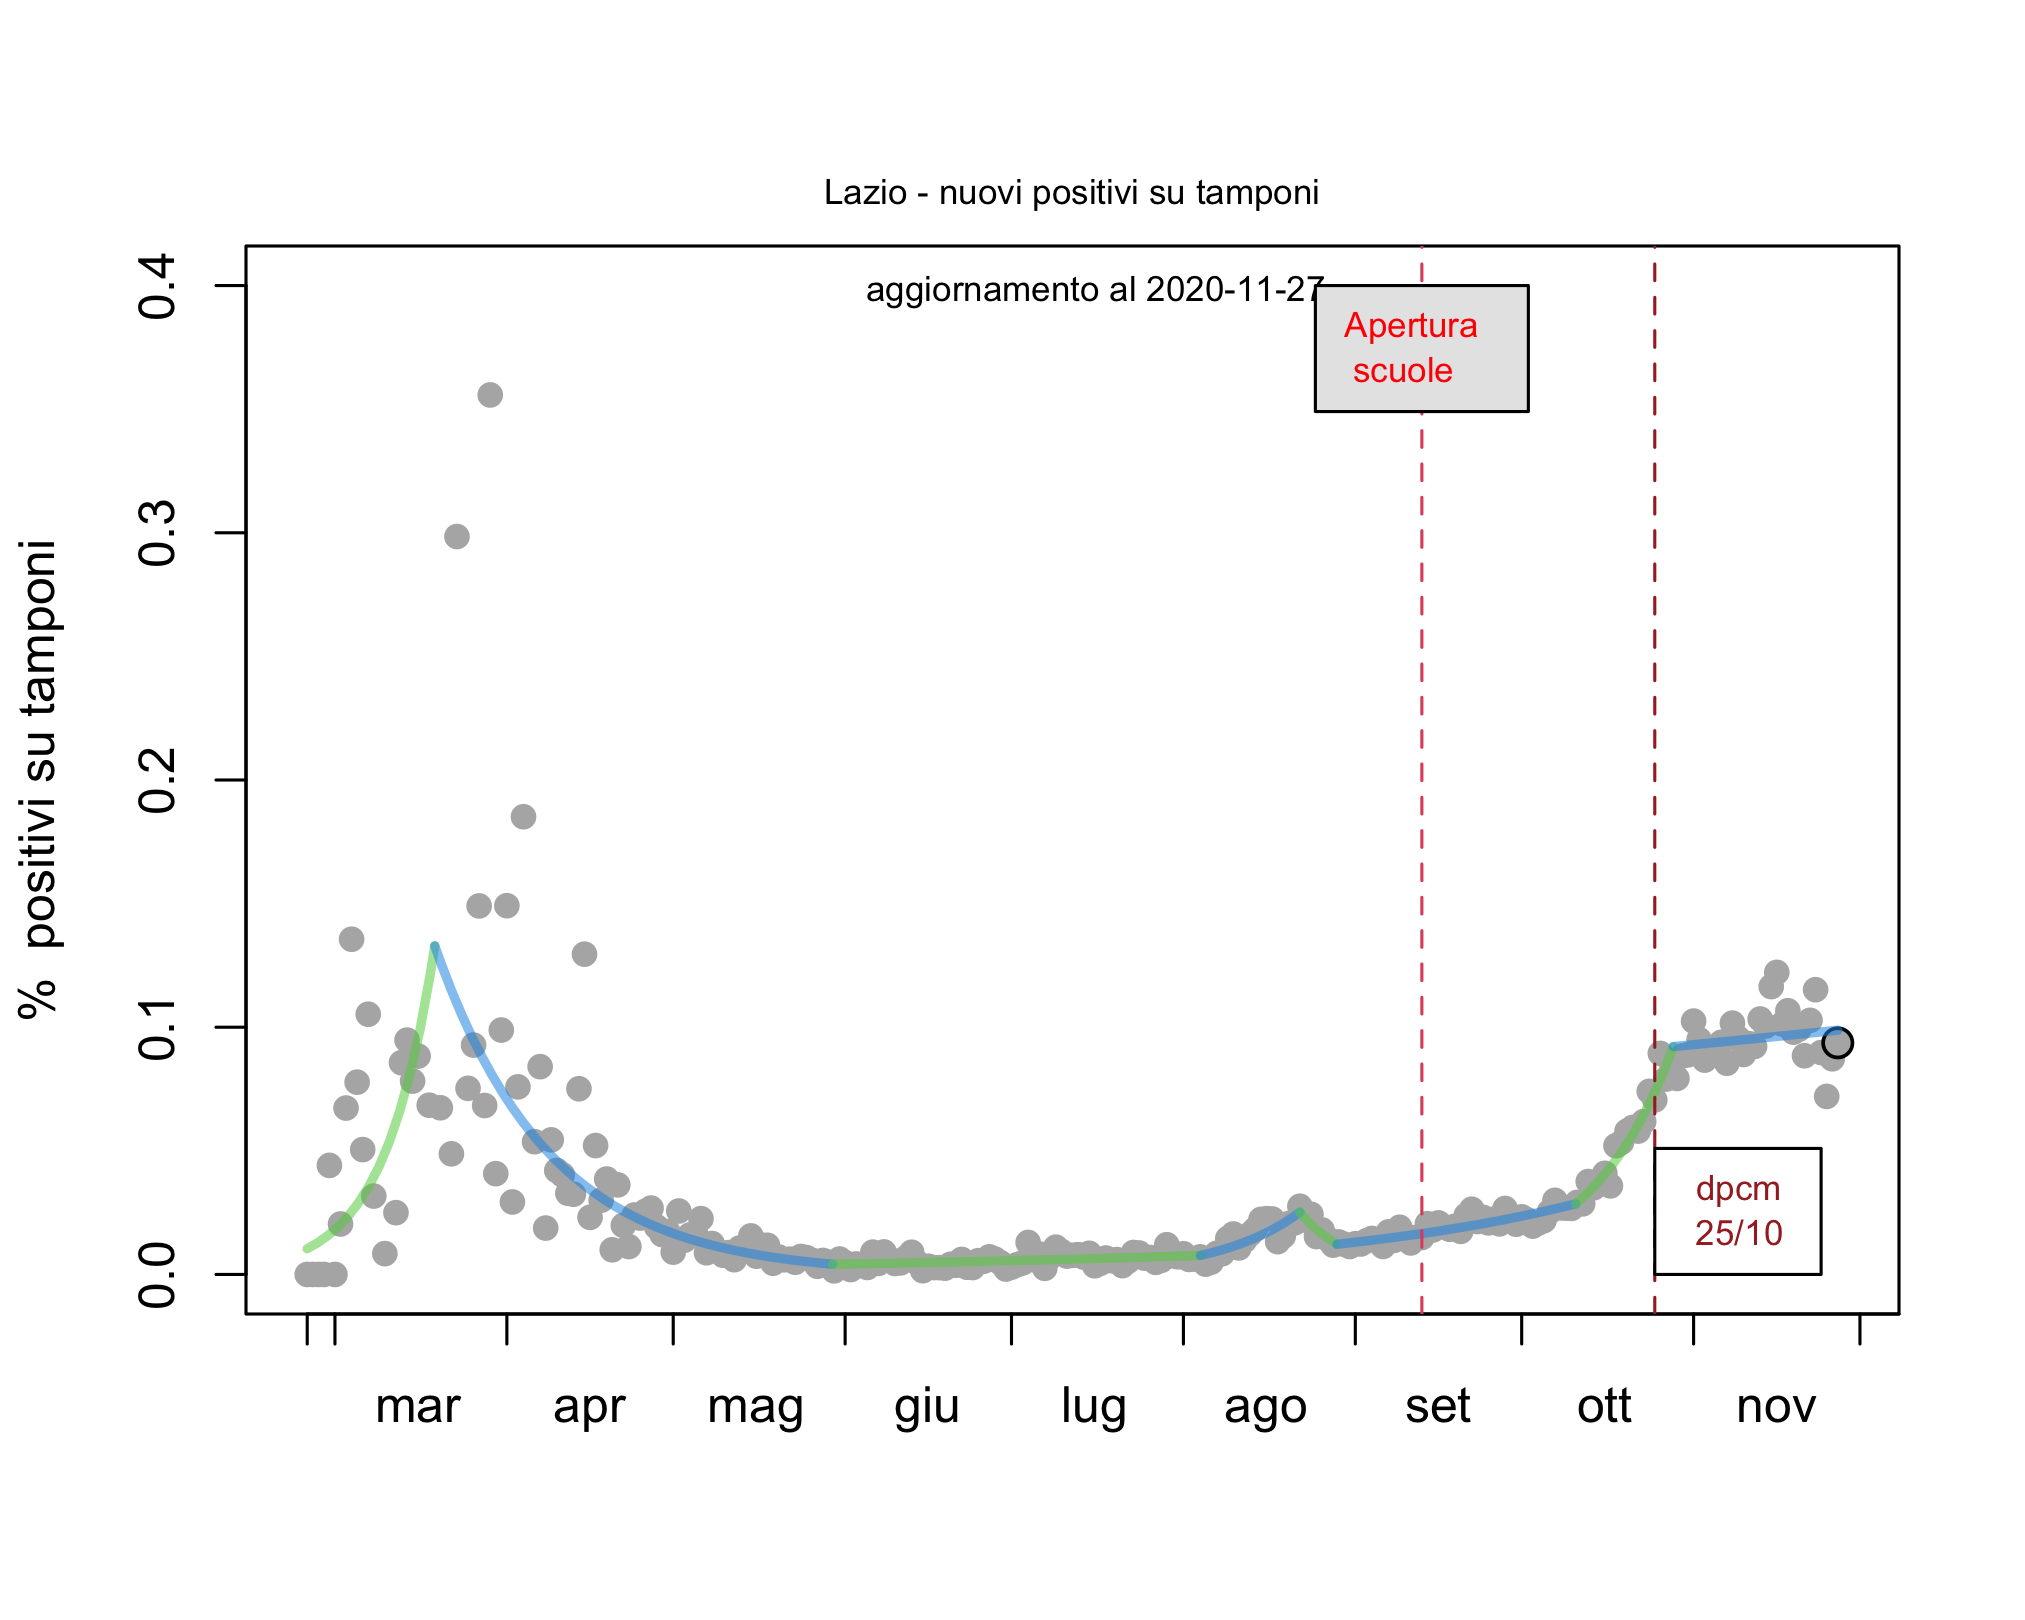 Lazio - nuovi positivi su tamponi
aggiornamento al 2020-11-27
Apertura
scuole
% positivi su tamponi
0.4
0.3
0.2
0.1
0.0
dpcm
25/10
mar apr mag giu lug ago set ott nov